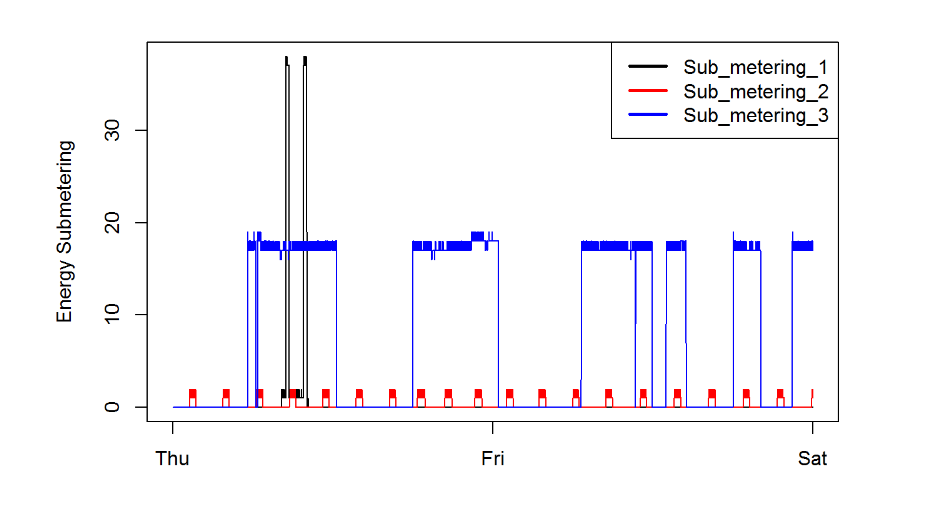 Sub_metering_1
Sub_metering_2
Sub_metering_3
Energy Submetering
30
20
10
0
Thu Fri Sat